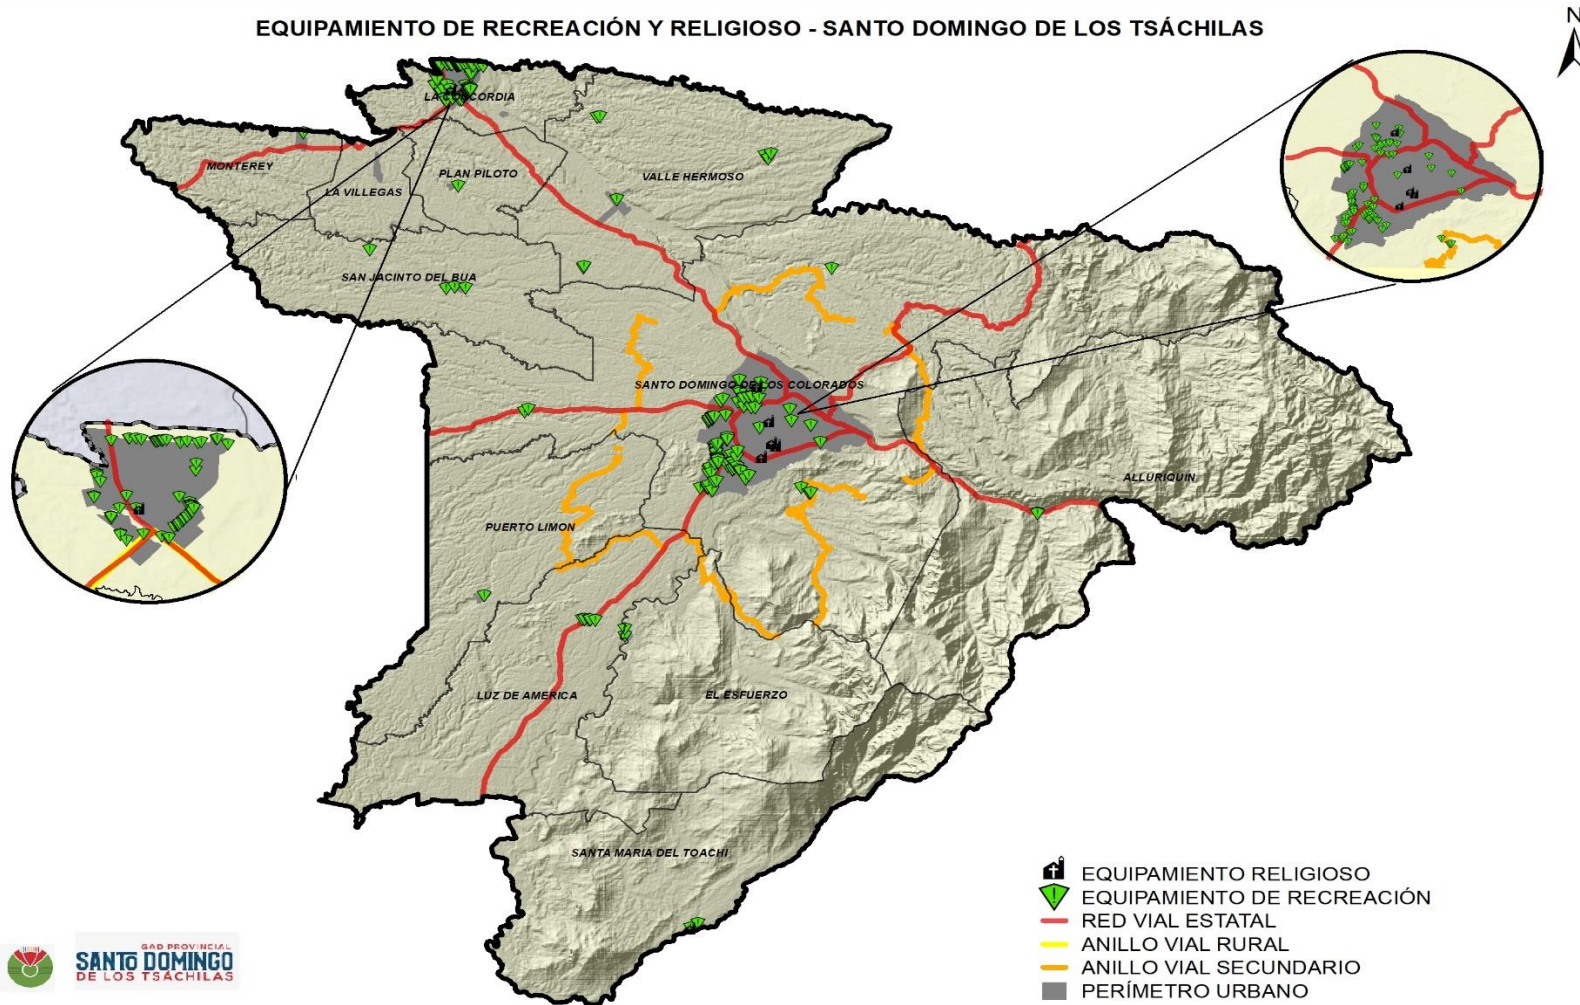 EQUIPAMIENTO DE RECREACIÓN Y RELIGIOSO - SANTO DOMINGO DE LOS TSÁCHILAS
N
LA CONCORDIA
MONTEREY
LA VILLEGAS
PLAN PILOTO
VALLE HERMOSO
SAN JACINTO DEL BUA
SANTO DOMINGO DE LOS COLORADOS
ALLURIQUIN
PUERTO LIMON
LUZ DE AMERICA
EL ESFUERZO
SANTA MARIA DEL TOACHI
EQUIPAMIENTO RELIGIOSO
EQUIPAMIENTO DE RECREACIÓN
RED VIAL ESTATAL
ANILLO VIAL RURAL
ANILLO VIAL SECUNDARIO
PERÍMETRO URBANO
GAD PROVINCIAL
SANTO DOMINGO
DE LOS TSÁCHILAS